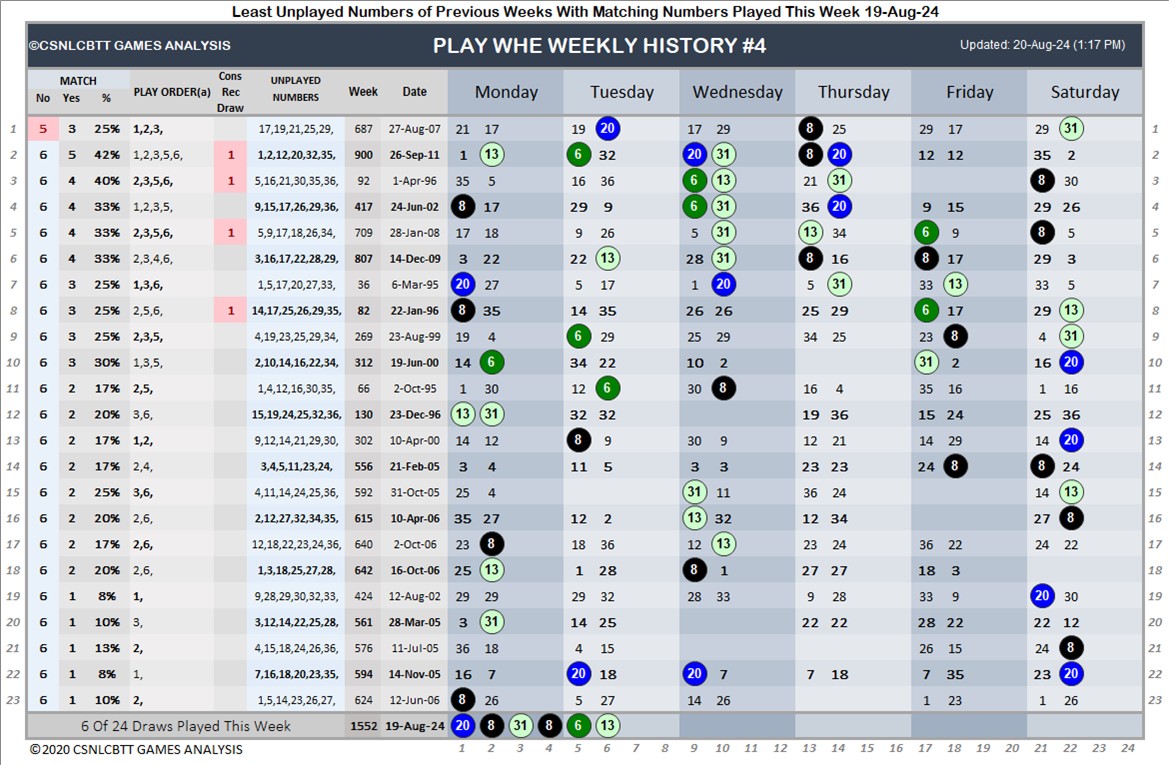 Least Unplayed Numbers of Previous Weeks With Matching Numbers Played This Week 19-Aug-24
©CSNLCBTT GAMES ANALYSIS PLAY WHE WEEKLY HISTORY #4 Updated: 20-Aug-24 (1:17 PM)
MATCH No Yes % PLAY ORDER(a) Cons Rec Draw UNPLAYED NUMBERS Week Date Monday Tuesday Wednesday Thursday Friday Saturday
1 5 3 25% 1,2,3, 17,19,21,25,29, 687 27-Aug-07 21 17 19 20 17 29 8 25 29 17 29 31 1
2 6 5 42% 1,2,3,5,6, 1 1,2,12,20,32,35, 900 26-Sep-11 1 13 6 32 20 31 8 20 12 12 35 2 2
3 6 4 40% 2,3,5,6, 1 5,16,21,30,35,36, 92 1-Apr-96 35 5 16 36 6 13 21 31 8 30 3
4 6 4 33% 1,2,3,5, 9,15,17,26,29,36, 417 24-Jun-02 8 17 29 9 6 31 36 20 9 15 29 26 4
5 6 4 33% 2,3,5,6, 1 5,9,17,18,26,34, 709 28-Jan-08 17 18 9 26 5 31 13 34 6 9 8 5 5
6 6 4 33% 2,3,4,6, 3,16,17,22,28,29, 807 14-Dec-09 3 22 22 13 28 31 8 16 8 17 29 3 6
7 6 3 25% 1,3,6, 1,5,17,20,27,33, 36 6-Mar-95 20 27 5 17 1 20 5 31 33 13 33 5 7
8 6 3 25% 2,5,6, 1 14,17,25,26,29,35, 82 22-Jan-96 8 35 14 35 26 26 25 29 6 17 29 13 8
9 6 3 25% 2,3,5, 4,19,23,25,29,34, 269 23-Aug-99 19 4 6 29 25 29 34 25 23 8 4 31 9
10 6 3 30% 1,3,5, 2,10,14,16,22,34, 312 19-Jun-00 14 6 34 22 10 2 31 2 16 20 10
11 6 2 17% 2,5, 1,4,12,16,30,35, 66 2-Oct-95 1 30 12 6 30 8 16 4 35 16 1 16 11
12 6 2 20% 3,6, 15,19,24,25,32,36, 130 23-Dec-96 13 31 32 32 19 36 15 24 25 36 12
13 6 2 17% 1,2, 9,12,14,21,29,30, 302 10-Apr-00 14 12 8 9 30 9 12 21 14 29 14 20 13
14 6 2 17% 2,4, 3,4,5,11,23,24, 556 21-Feb-05 3 4 11 5 3 3 23 23 24 8 8 24 14
15 6 2 25% 3,6, 4,11,14,24,25,36, 592 31-Oct-05 25 4 31 11 36 24 14 13 15
16 6 2 20% 2,6, 2,12,27,32,34,35, 615 10-Apr-06 35 27 12 2 13 32 12 34 27 8 16
17 6 2 17% 2,6, 12,18,22,23,24,36, 640 2-Oct-06 23 8 18 36 12 13 23 24 36 22 24 22 17
18 6 2 20% 2,6, 1,3,18,25,27,28, 642 16-Oct-06 25 13 1 28 8 1 27 27 18 3 18
19 6 1 8% 1, 9,28,29,30,32,33, 424 12-Aug-02 29 29 29 32 28 33 9 28 33 9 20 30 19
20 6 1 10% 3, 3,12,14,22,25,28, 561 28-Mar-05 3 31 14 25 22 22 28 22 22 12 20
21 6 1 13% 2, 4,15,18,24,26,36, 576 11-Jul-05 36 18 4 15 26 15 24 8 21
22 6 1 8% 1, 7,16,18,20,23,35, 594 14-Nov-05 16 7 20 18 20 7 7 18 7 35 23 20 22
23 6 1 10% 2, 1,5,14,23,26,27, 624 12-Jun-06 8 26 5 27 14 26 1 23 1 26 23
6 Of 24 Draws Played This Week 1552 19-Aug-24 20 8 31 8 6 13
©2020 CSNLCBTT GAMES ANALYSIS 1 2 3 4 5 6 7 8 9 10 11 12 13 14 15 16 17 18 19 20 21 22 23 24